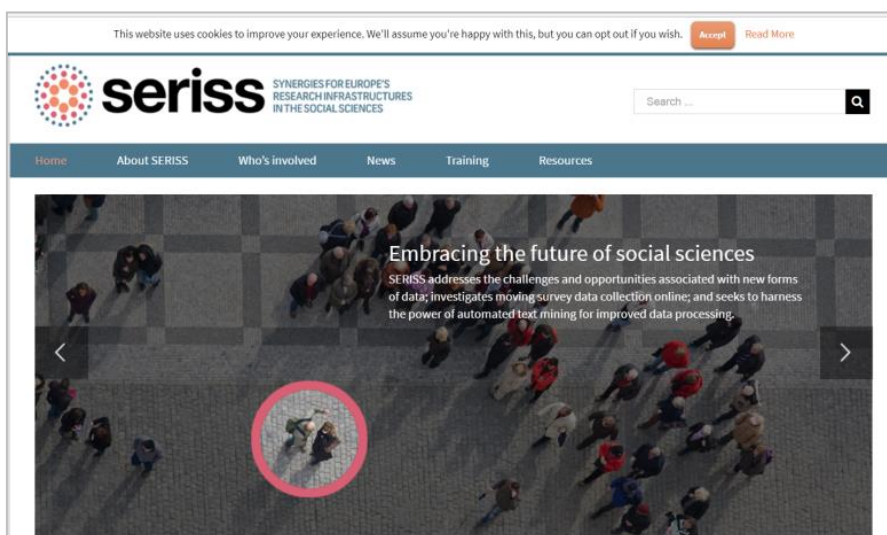 This website uses cookies to improve your experience. We'll assume you're happy with this, but you can opt out if you wish. Accept Read More
seriss
SYNERGIES FOR EUROPE'S
RESEARCH INFRASTRUCTURES
IN THE SOCIAL SCIENCES
Search ...
Home About SERISS Who's involved News Training Resources
Embracing the future of social sciences
SERISS addresses the challenges and opportunities associated with new forms
of data; investigates moving survey data collection online; and seeks to harness
the power of automated text mining for improved data processing.